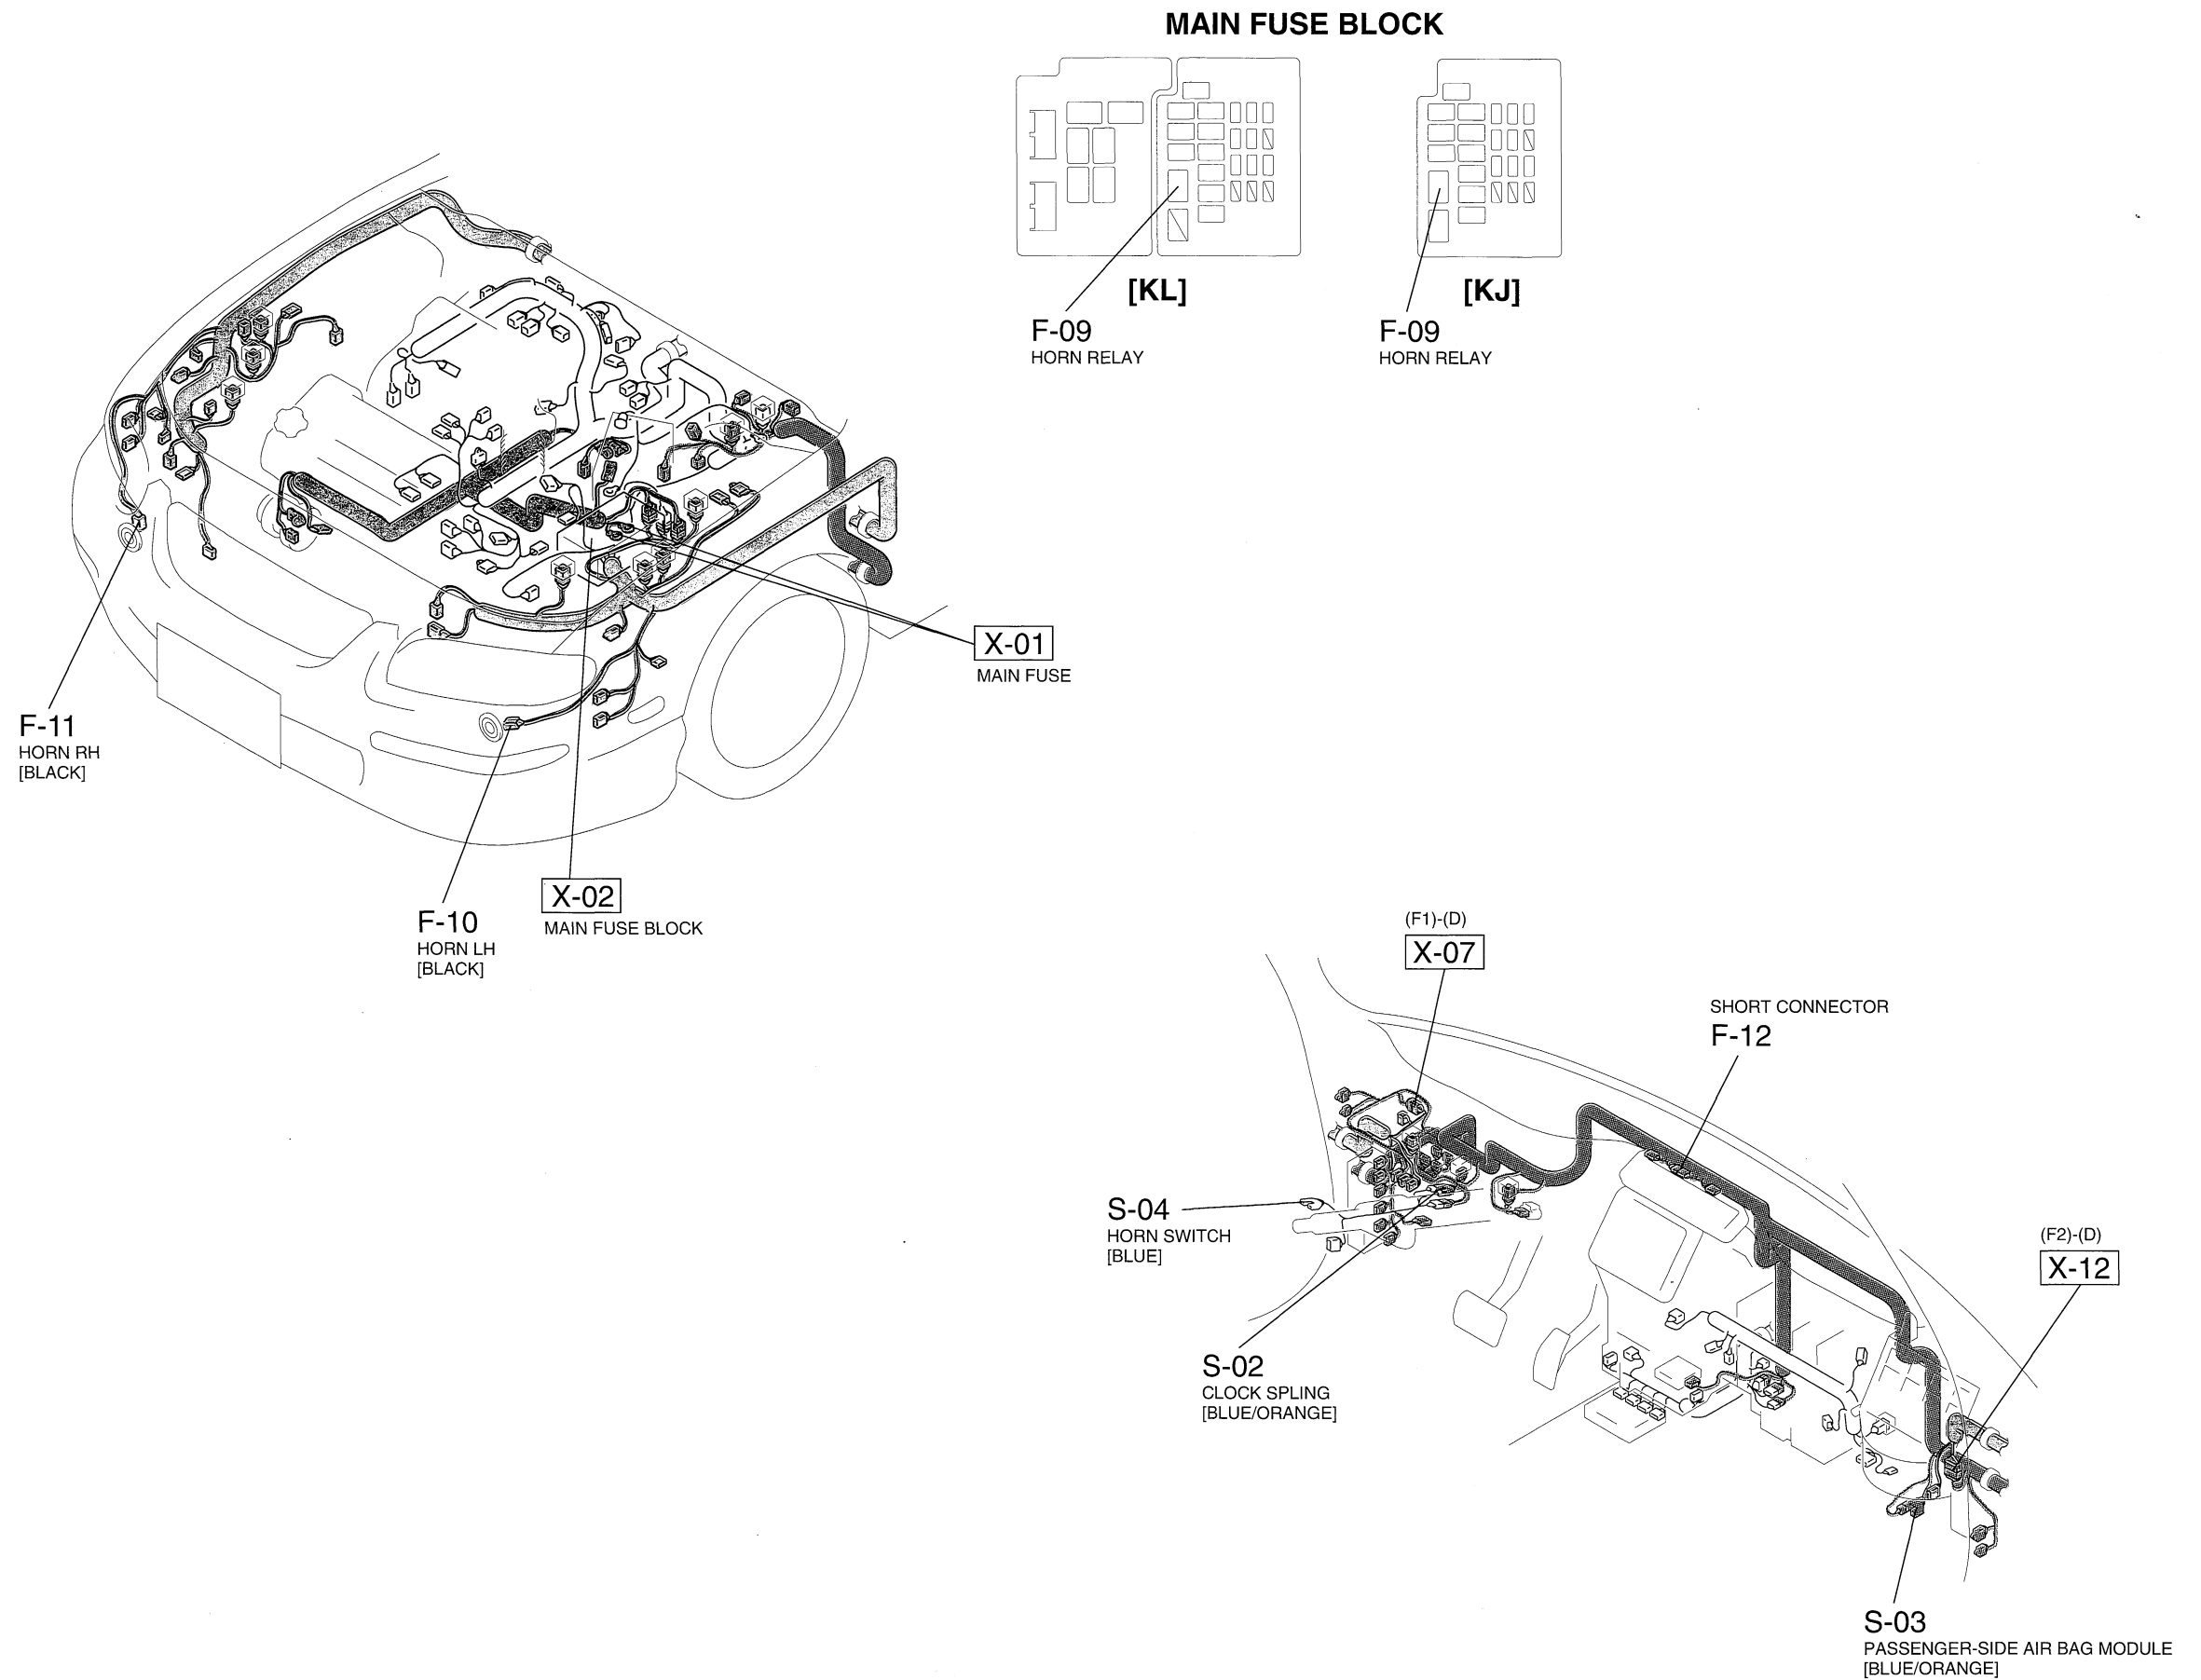 MAIN FUSE BLOCK
[KL]
[KJ]
F-09
HORN RELAY
F-09
HORN RELAY
X-01
MAIN FUSE
F-11
HORN RH
[BLACK]
X-02
MAIN FUSE BLOCK
F-10
HORN LH
[BLACK]
(F1)-(D)
X-07
SHORT CONNECTOR
F-12
S-04
HORN SWITCH
[BLUE]
(F2)-(D)
X-12
S-02
CLOCK SPLING
[BLUE/ORANGE]
S-03
PASSENGER-SIDE AIR BAG MODULE
[BLUE/ORANGE]